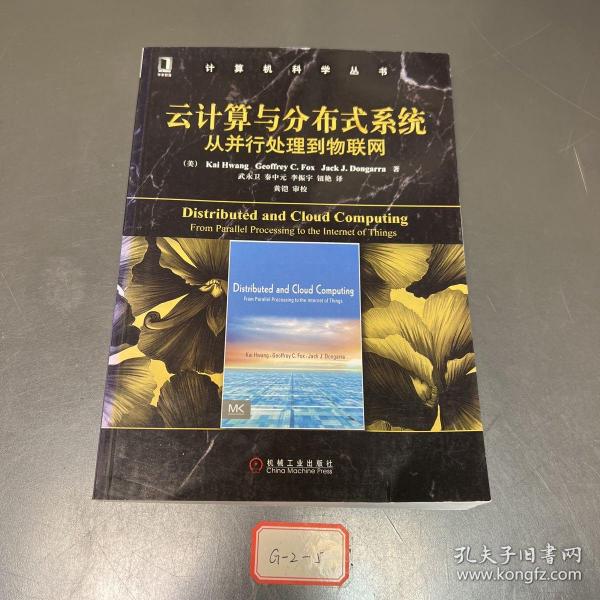 华章教育
计算机科学丛书
云计算与分布式系统
从并行处理到物联网
(美) Kai Hwang Geoffrey C. Fox Jack J. Dongarra 著
武永卫 秦中元 李振宇 钮艳 译
黄铠 审校
Distributed and Cloud Computing
From Parallel Processing to the Internet of Things
Distributed and Cloud Computing
From Parallel Processing to the Internet of Things
Kai Hwang • Geoffrey C. Fox • Jack J. Dongarra
MK
机械工业出版社
China Machine Press
G-2-5
孔夫子旧书网
www.kongfz.com